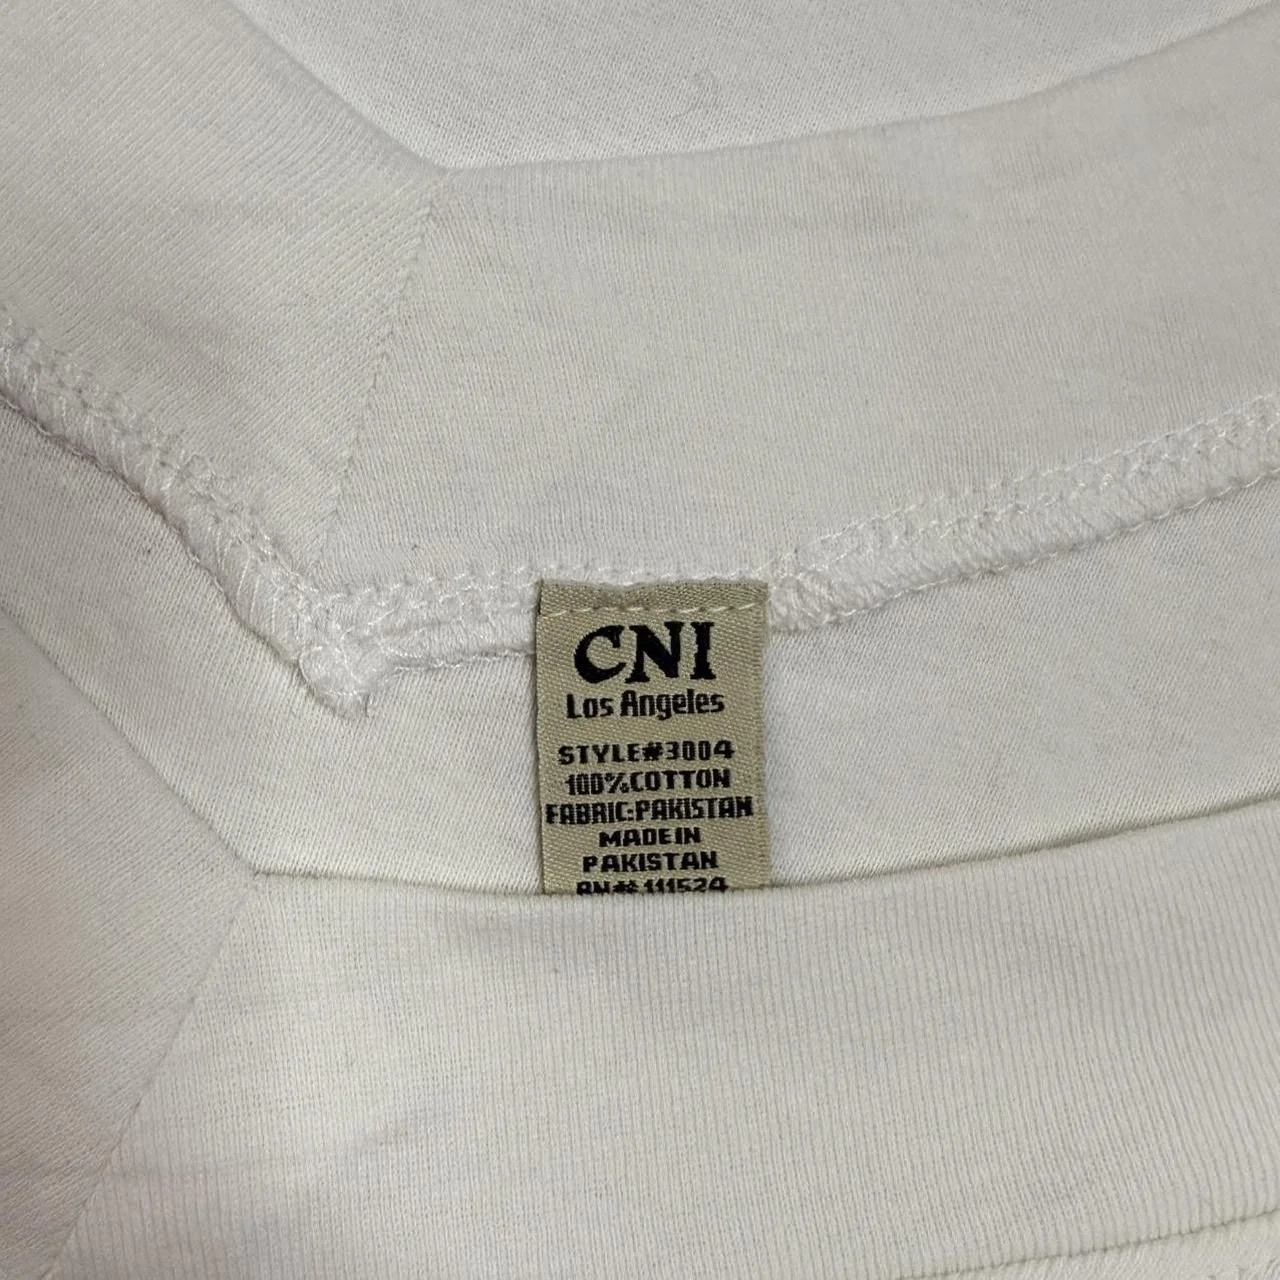 CNI
Los Angeles
STYLE#3004
100%COTTON
FABRIC:PAKISTAN
MADE IN
PAKISTAN
RN# 111524